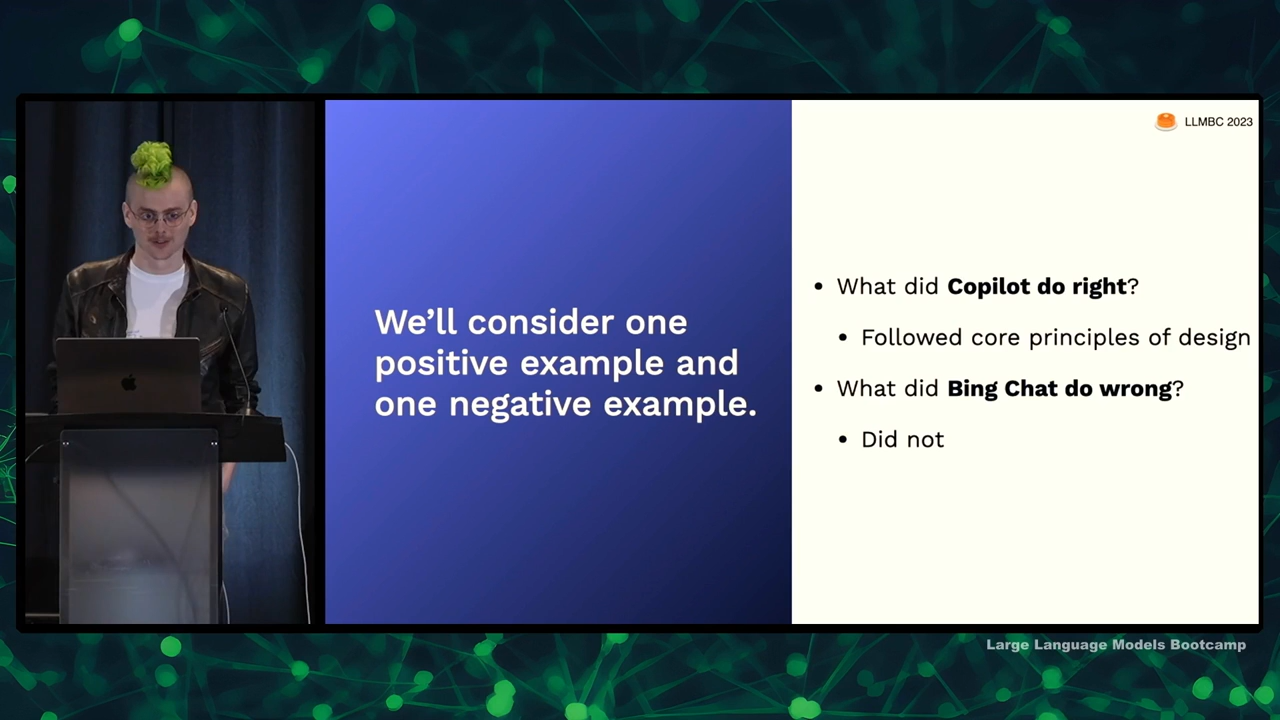 LLMBC 2023
We'll consider one
positive example and
one negative example.
• What did Copilot do right?
• Followed core principles of design
• What did Bing Chat do wrong?
• Did not
Large Language Models Bootcamp